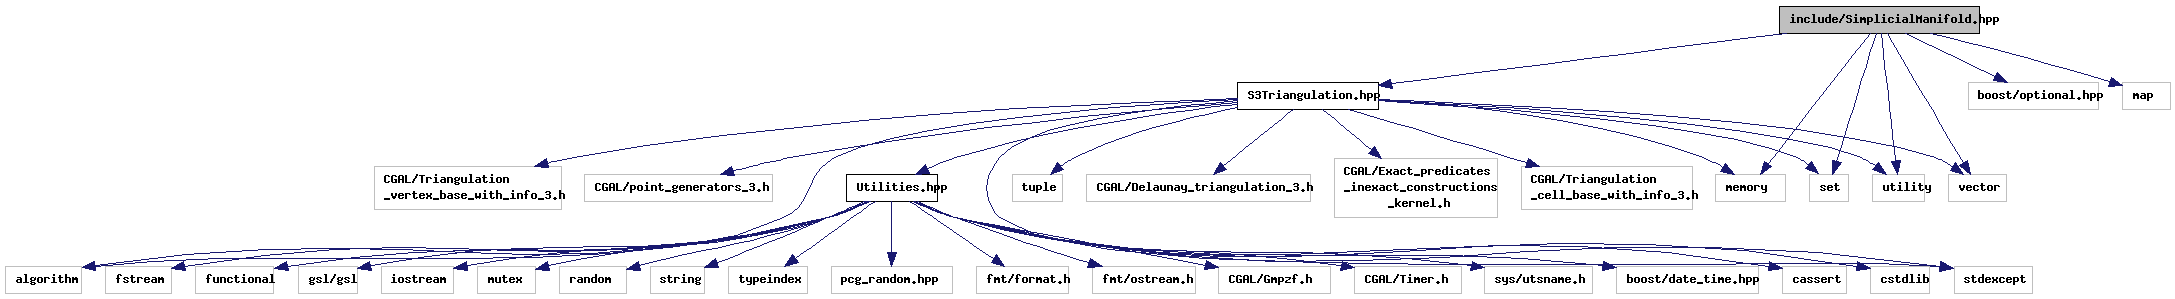 include/SimplicialManifold.hpp
S3Triangulation.hpp
boost/optional.hpp
map
CGAL/Triangulation
_vertex_base_with_info_3.h
CGAL/point_generators_3.h
Utilities.hpp
tuple
CGAL/Delaunay_triangulation_3.h
CGAL/Exact_predicates
_inexact_constructions
_kernel.h
CGAL/Triangulation
_cell_base_with_info_3.h
memory
set
utility
vector
algorithm
fstream
functional
gsl/gsl
iostream
mutex
random
string
typeindex
pcg_random.hpp
fmt/format.h
fmt/ostream.h
CGAL/Gmpzf.h
CGAL/Timer.h
sys/utsname.h
boost/date_time.hpp
cassert
cstdlib
stdexcept